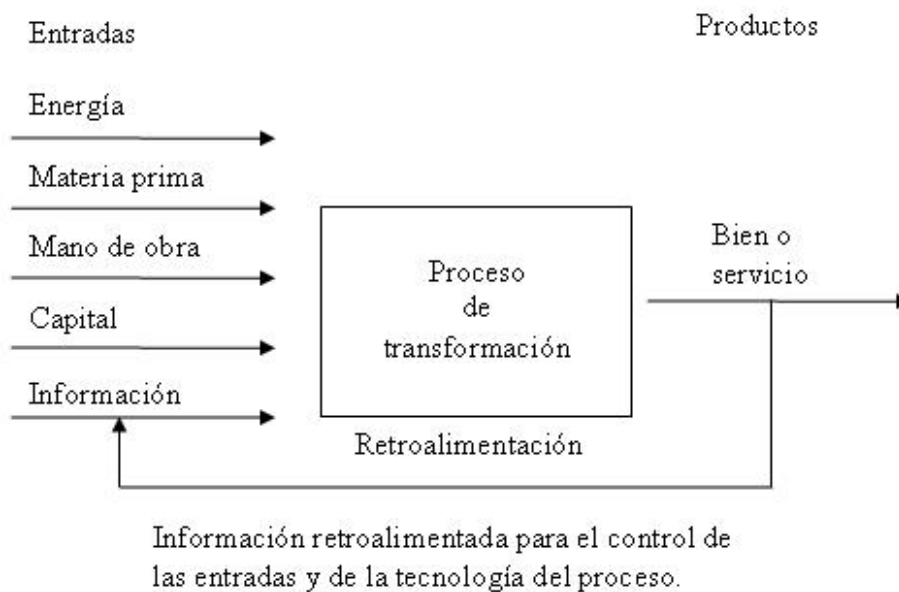 Entradas
Productos
Energía
Materia prima
Mano de obra
Capital
Información
Proceso
de
transformación
Bien o
servicio
Retroalimentación
Información retroalimentada para el control de
las entradas y de la tecnología del proceso.